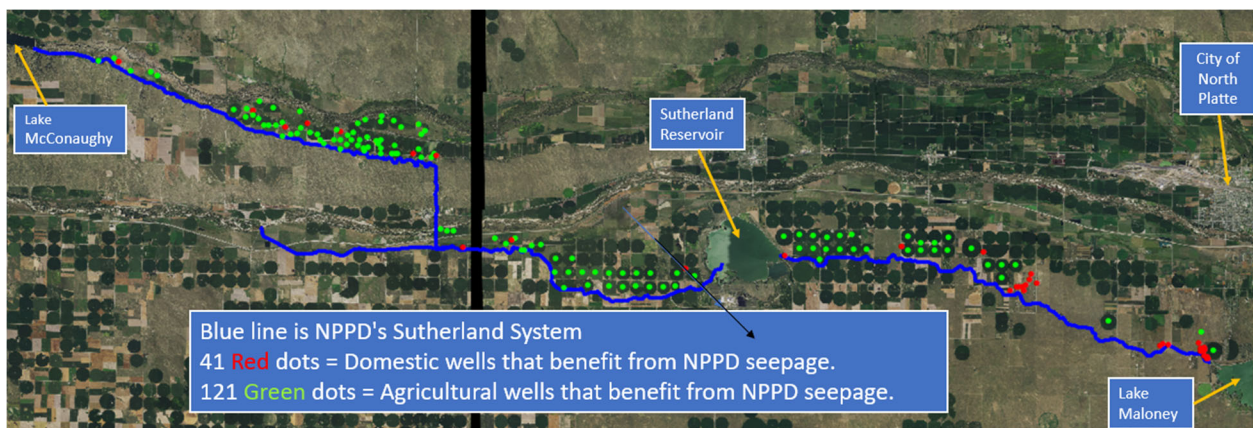 Lake
McConaughy
Sutherland
Reservoir
City of
North
Platte
Blue line is NPPD's Sutherland System
41 Red dots = Domestic wells that benefit from NPPD seepage.
121 Green dots = Agricultural wells that benefit from NPPD seepage.
Lake
Maloney